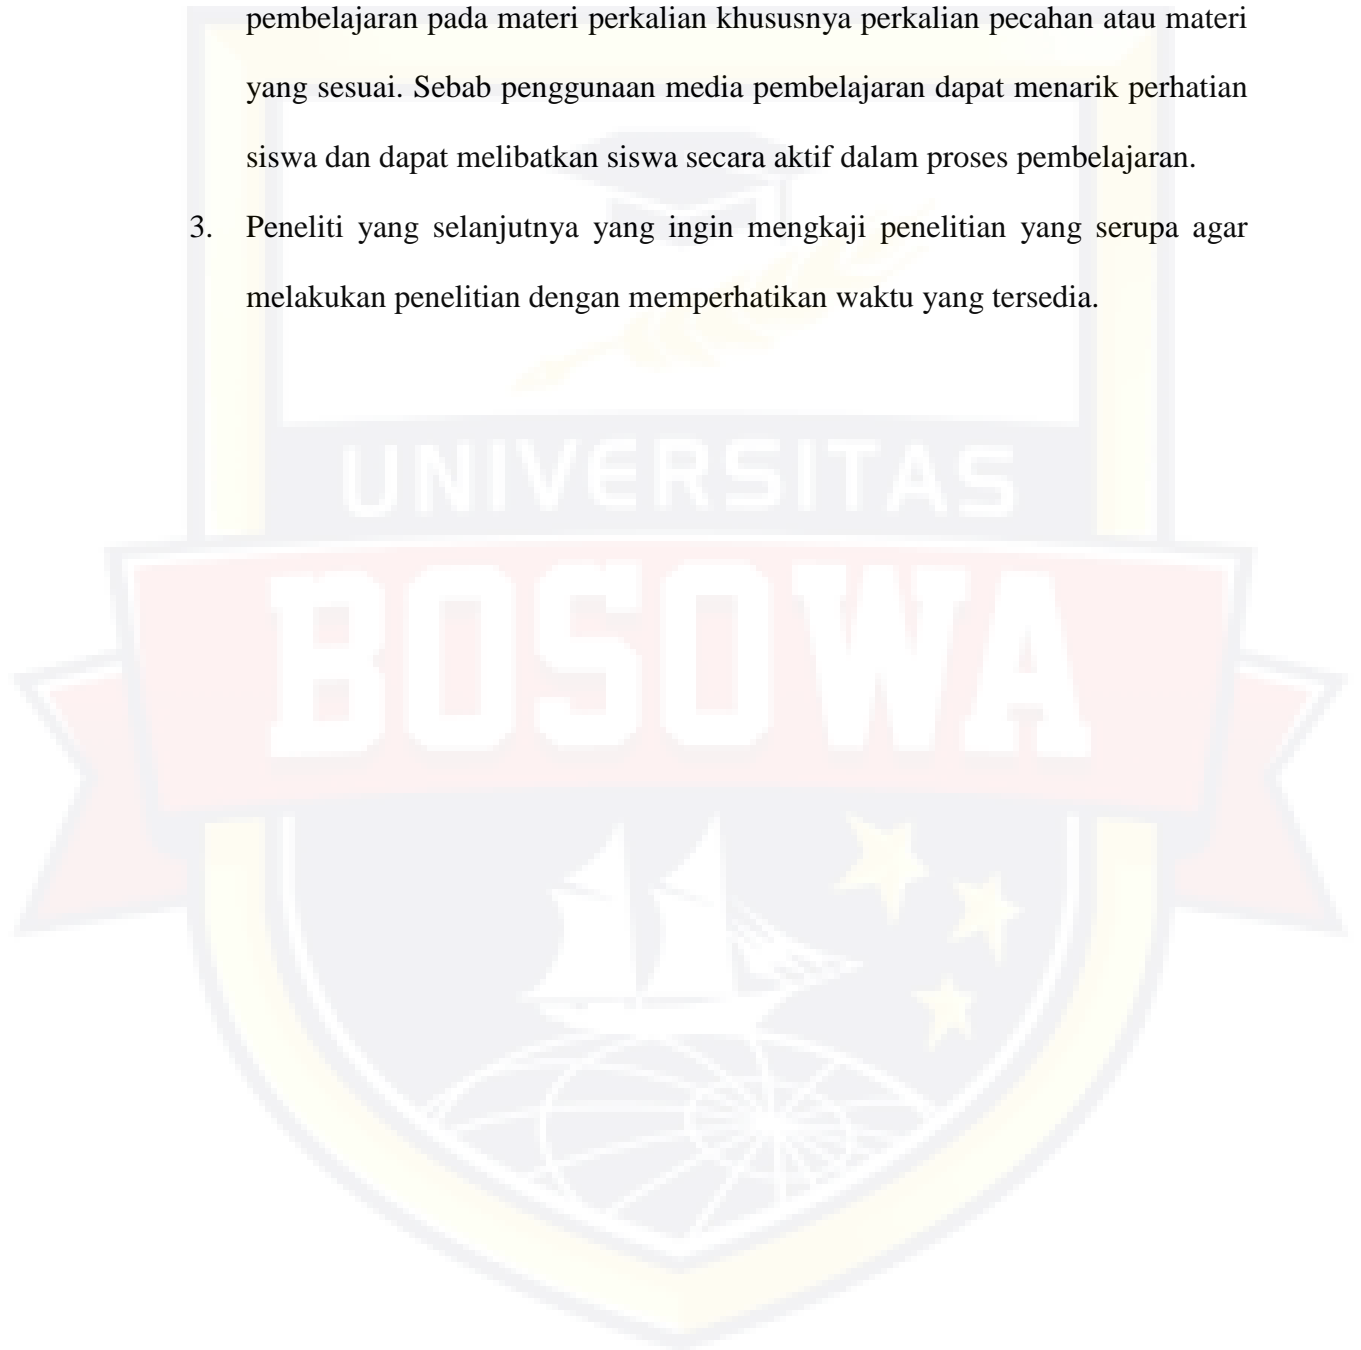 pembelajaran pada materi perkalian khususnya perkalian pecahan atau materi
yang sesuai. Sebab penggunaan media pembelajaran dapat menarik perhatian
siswa dan dapat melibatkan siswa secara aktif dalam proses pembelajaran.
3. Peneliti yang selanjutnya yang ingin mengkaji penelitian yang serupa agar
melakukan penelitian dengan memperhatikan waktu yang tersedia.
UNIVERSITAS
BOSOWA